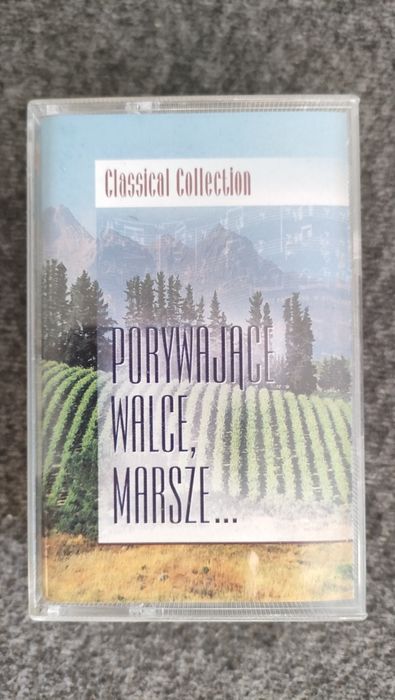 Classical Collection
PORYWAJĄCE
WALCE,
MARSZE...